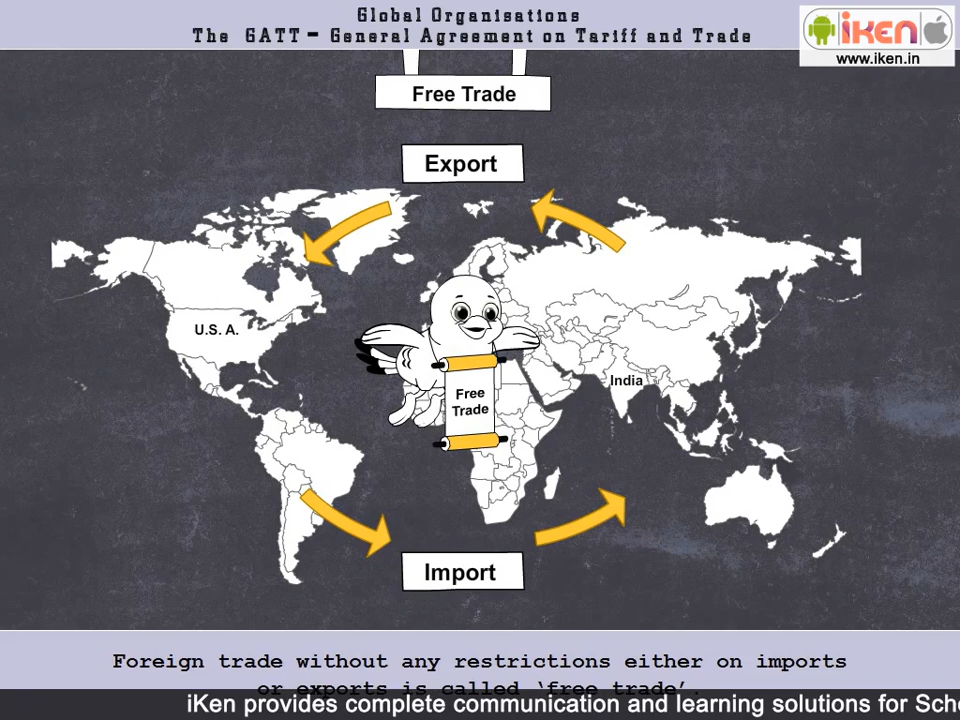 Global Organisations
The GATT – General Agreement on Tariff and Trade
iKEN
www.iken.in
Free Trade
Export
U.S. A.
India
Free
Trade
Import
Foreign trade without any restrictions either on imports
or exports is called ‘free trade’.
iKen provides complete communication and learning solutions for Scho